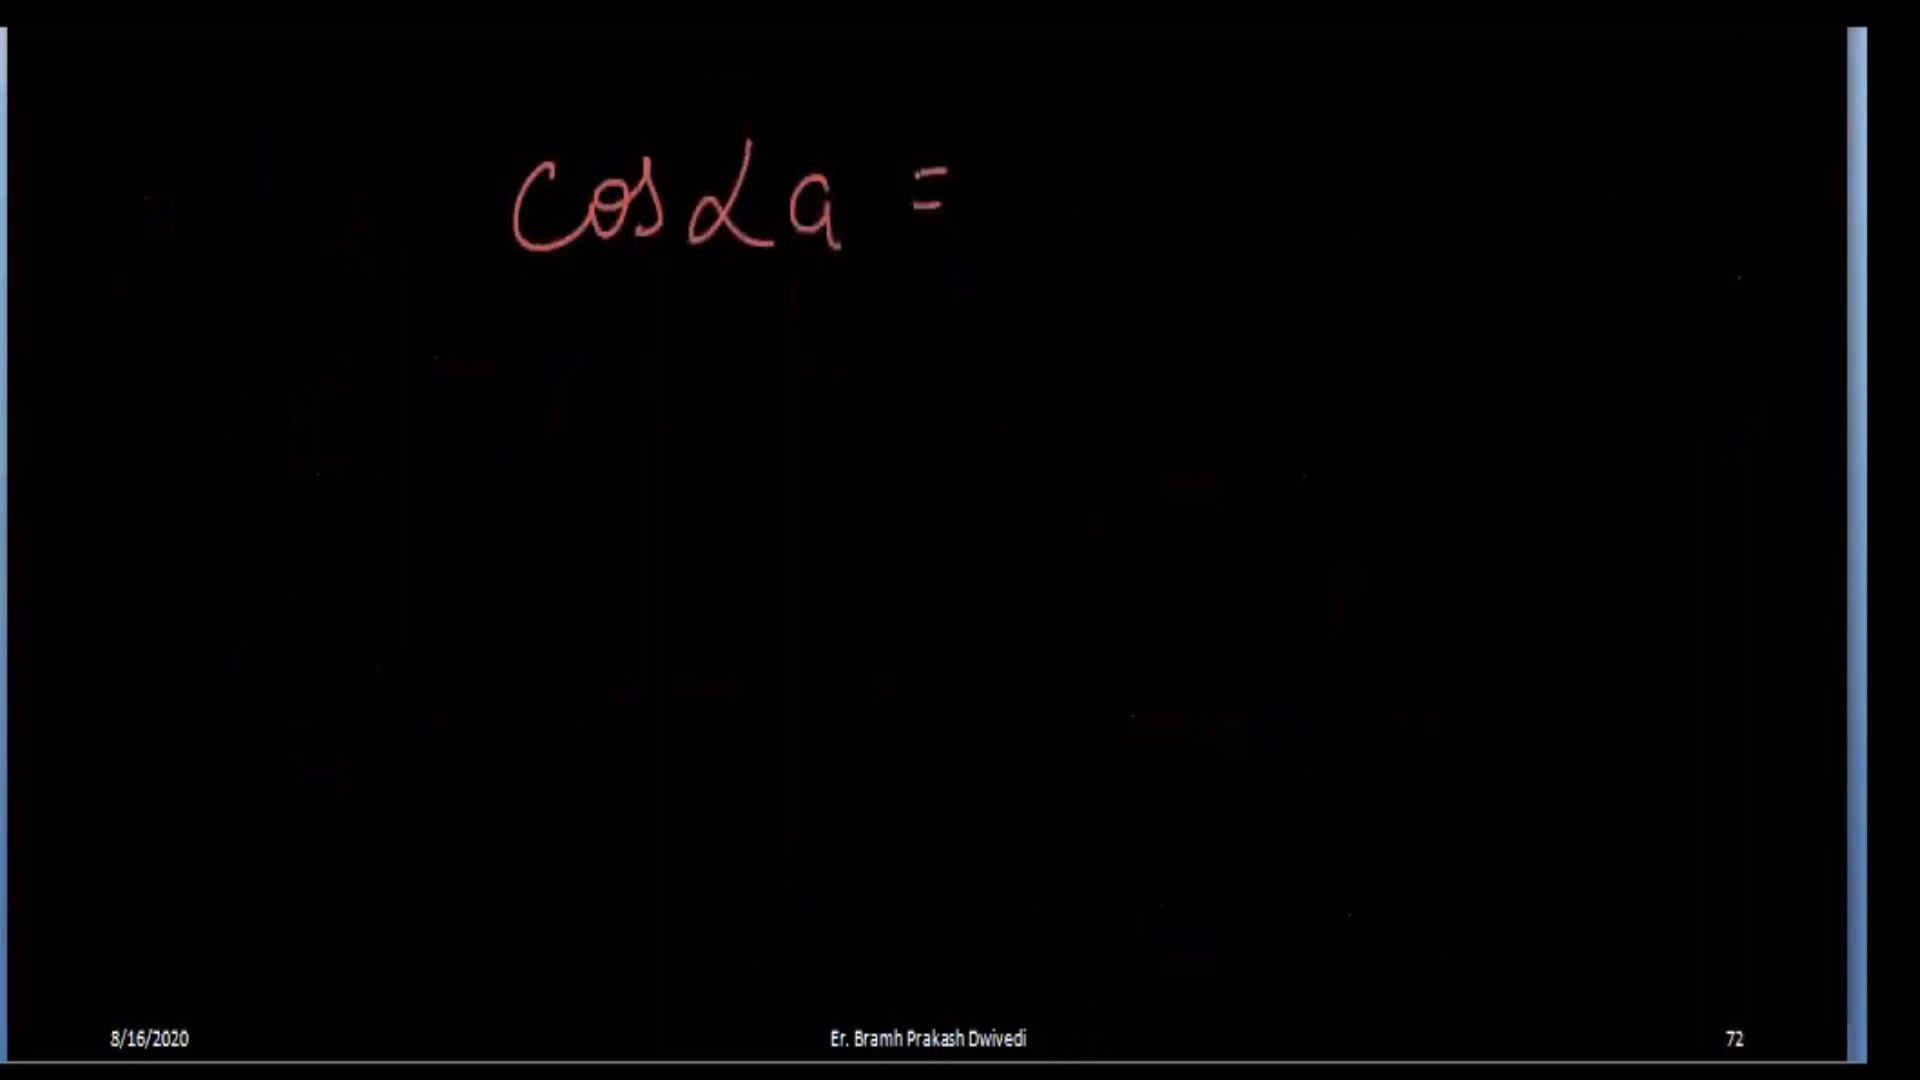 cos α a =
8/16/2020 Er. Bramh Prakash Dwivedi 72